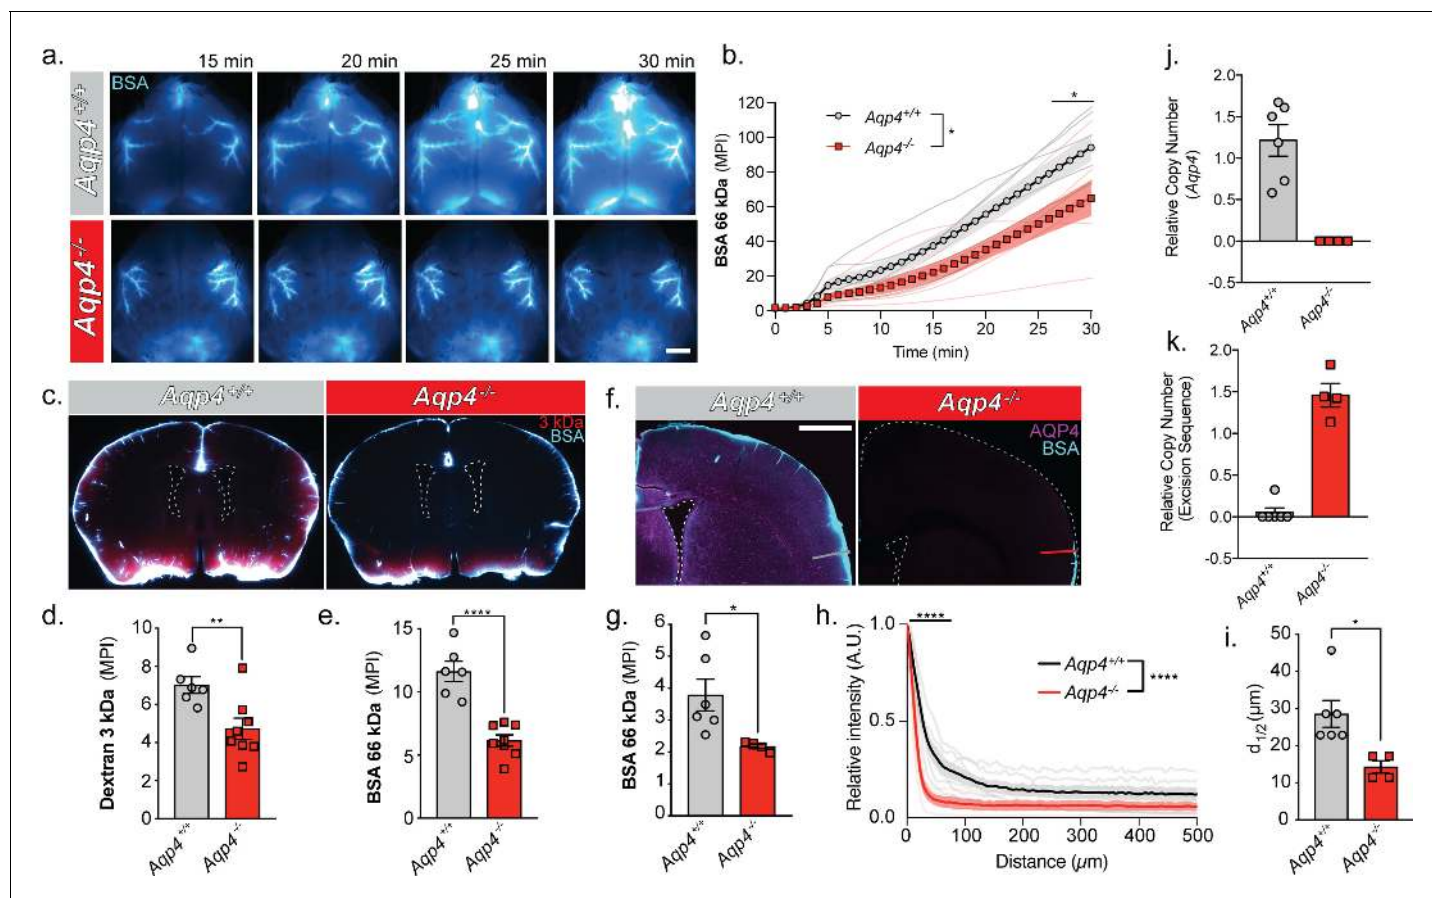 a.
15 min
20 min
25 min
30 min
BSA
Aqp4+/+
Aqp4-/-
b.
BSA 66 kDa (MPI)
120
100
80
60
40
20
0
Aqp4+/+
Aqp4-/-
*
*
0
5
10
15
20
25
30
Time (min)
j.
Relative Copy Number
(Aqp4)
2.0
1.5
1.0
0.5
0.0
-0.5
Aqp4+/+
Aqp4-/-
c.
Aqp4+/+
Aqp4-/-
3 kDa
BSA
f.
Aqp4+/+
Aqp4-/-
AQP4
BSA
k.
Relative Copy Number
(Excision Sequence)
2.0
1.5
1.0
0.5
0.0
-0.5
Aqp4+/+
Aqp4-/-
d.
Dextran 3 kDa (MPI)
10
8
6
4
2
0
**
Aqp4+/+
Aqp4-/-
e.
BSA 66 kDa (MPI)
15
10
5
0
****
Aqp4+/+
Aqp4-/-
g.
BSA 66 kDa (MPI)
6
5
4
3
2
1
0
*
Aqp4+/+
Aqp4-/-
h.
Relative intensity (A.U.)
1.0
0.5
0.0
****
Aqp4+/+
Aqp4-/-
****
0
100
200
300
400
500
Distance (µm)
i.
d1/2 (µm)
50
40
30
20
10
0
*
Aqp4+/+
Aqp4-/-